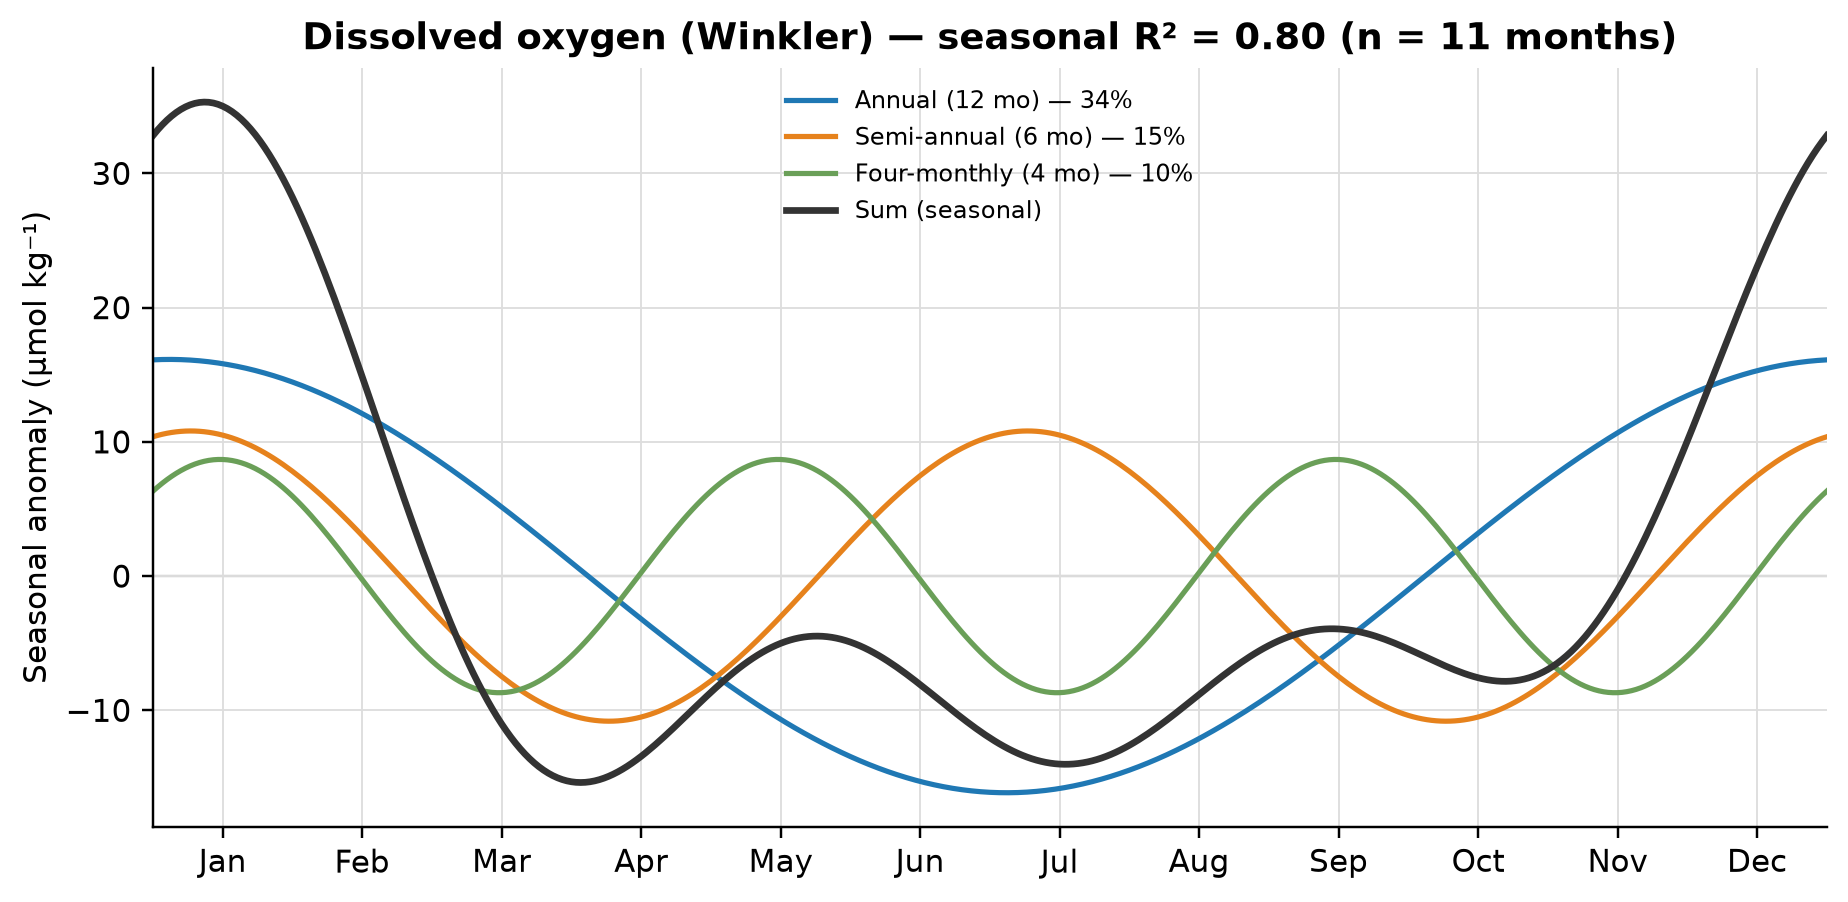 Dissolved oxygen (Winkler) — seasonal R² = 0.80 (n = 11 months)
Annual (12 mo) — 34%
Semi-annual (6 mo) — 15%
Four-monthly (4 mo) — 10%
Sum (seasonal)
Seasonal anomaly (μmol kg⁻¹)
30
20
10
0
−10
Jan Feb Mar Apr May Jun Jul Aug Sep Oct Nov Dec